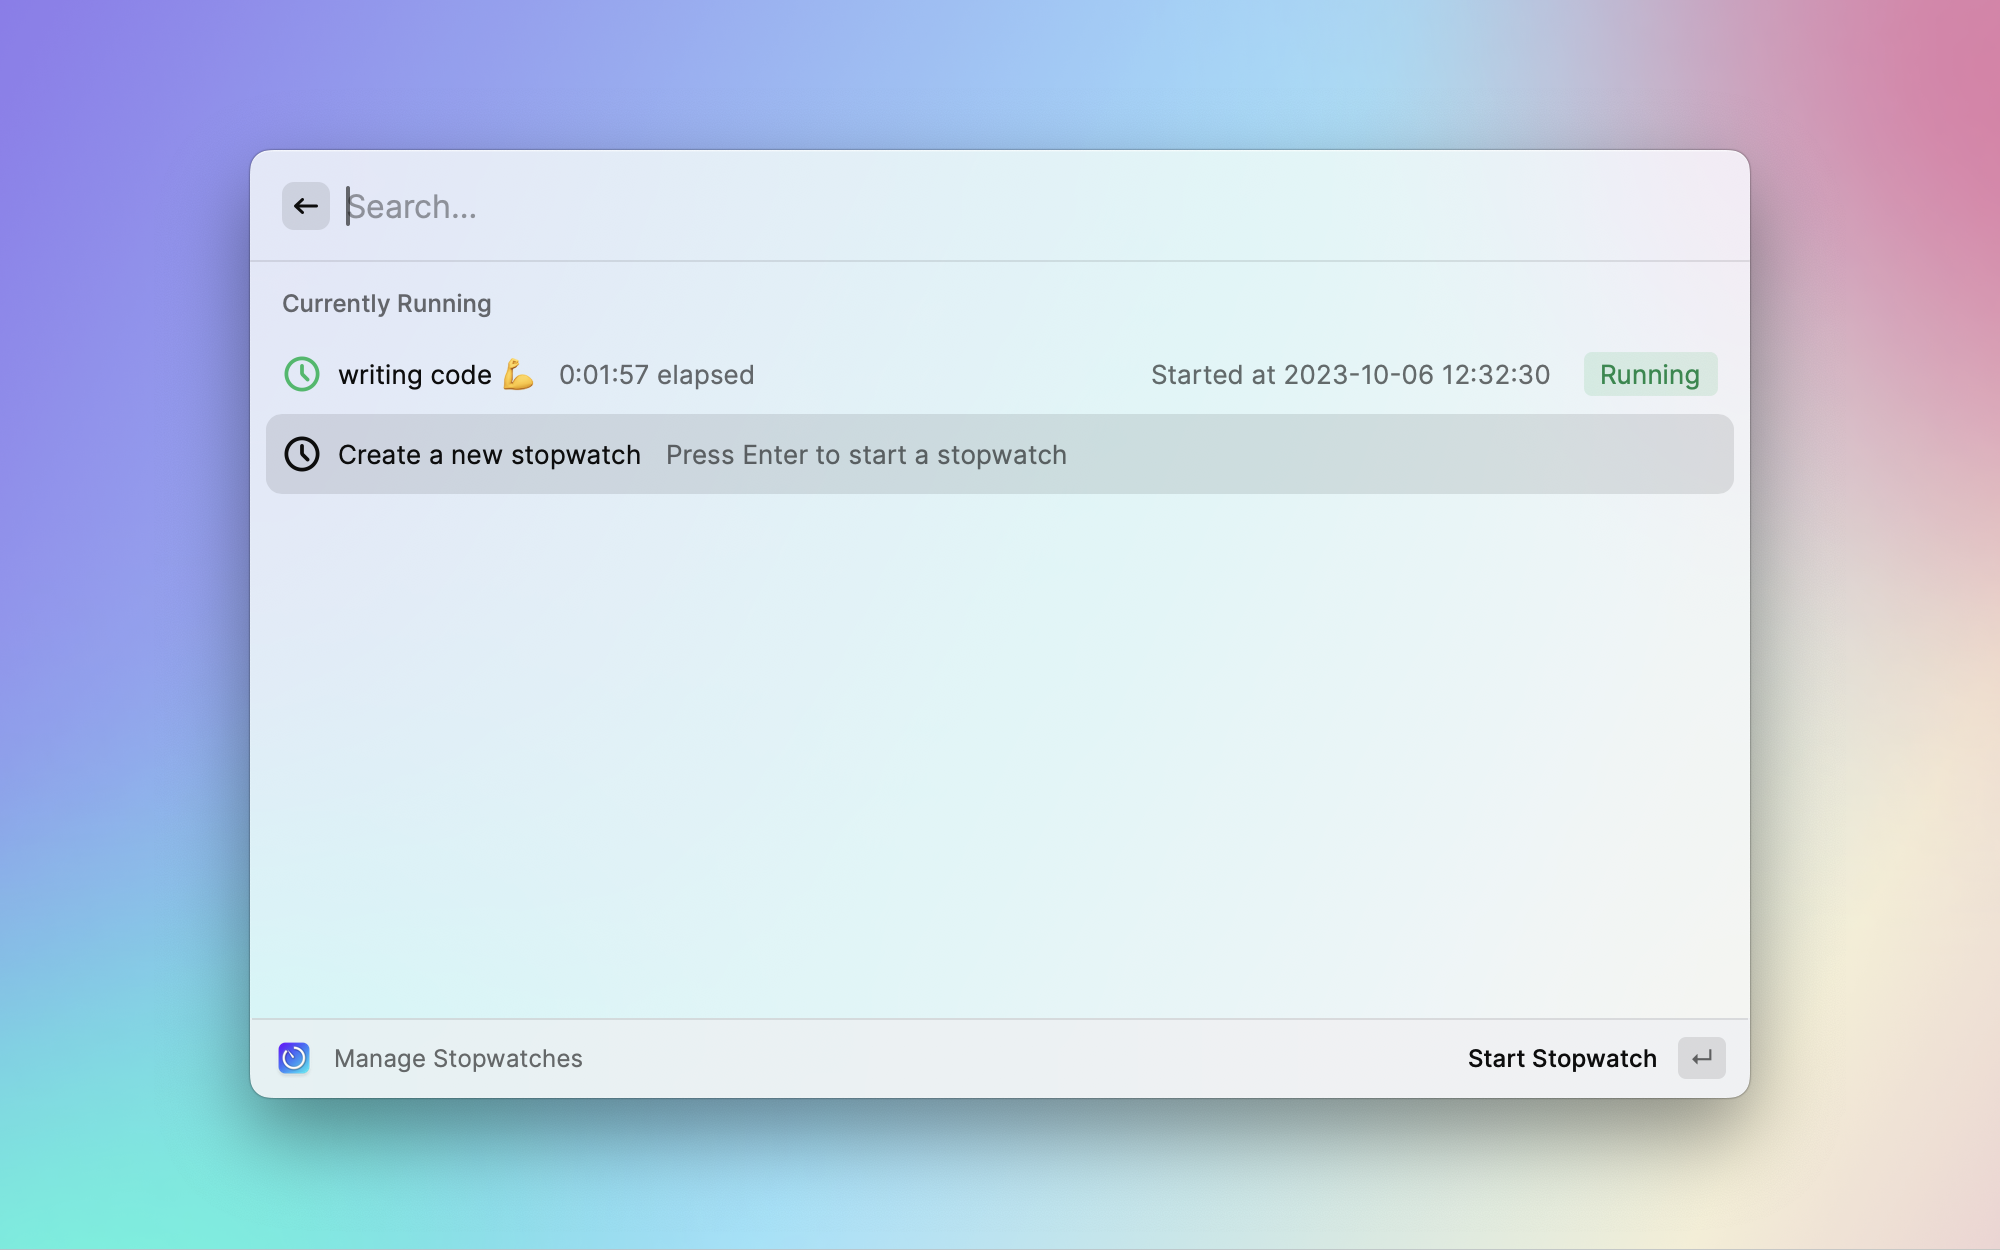 Search...
Currently Running
writing code 💪 0:01:57 elapsed Started at 2023-10-06 12:32:30 Running
Create a new stopwatch Press Enter to start a stopwatch
Manage Stopwatches Start Stopwatch